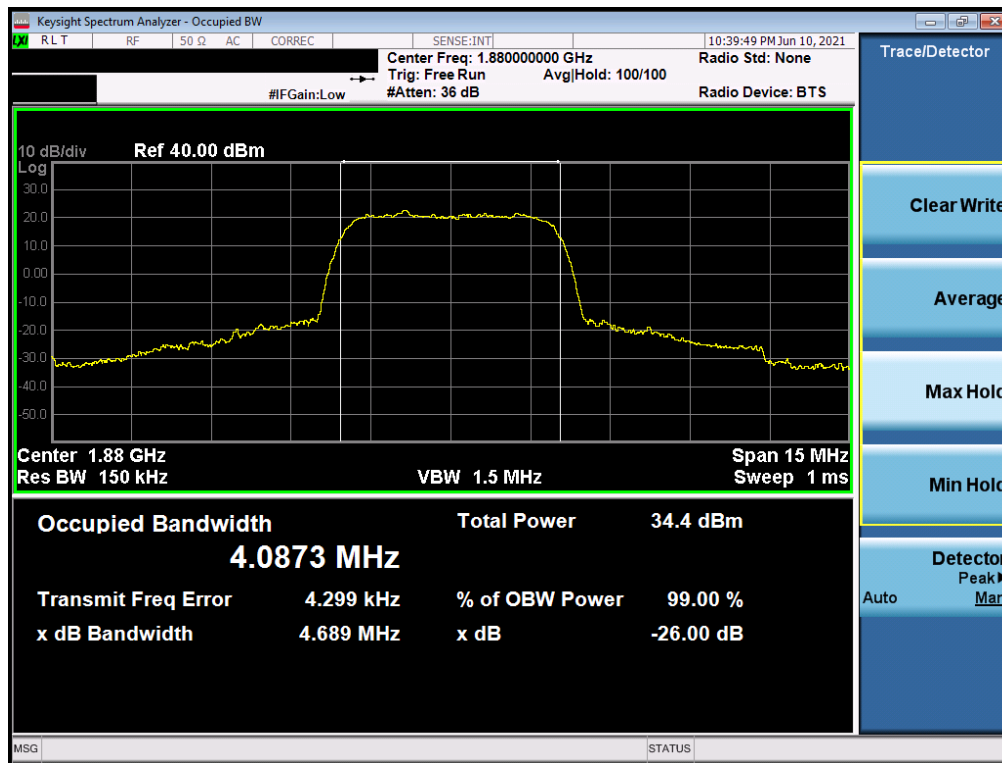 Keysight Spectrum Analyzer - Occupied BW
LXI RLT RF 50 Ω AC CORREC SENSE:INT 10:39:49 PM Jun 10, 2021
Center Freq: 1.880000000 GHz Radio Std: None
Trig: Free Run Avg|Hold: 100/100
#IFGain:Low #Atten: 36 dB Radio Device: BTS
Trace/Detector
10 dB/div Ref 40.00 dBm
Log
30.0
20.0
10.0
0.00
-10.0
-20.0
-30.0
-40.0
-50.0
Center 1.88 GHz Span 15 MHz
Res BW 150 kHz VBW 1.5 MHz Sweep 1 ms
Occupied Bandwidth Total Power 34.4 dBm
4.0873 MHz
Transmit Freq Error 4.299 kHz % of OBW Power 99.00 %
x dB Bandwidth 4.689 MHz x dB -26.00 dB
Clear Write
Average
Max Hold
Min Hold
Detector
Peak
Auto Man
MSG STATUS